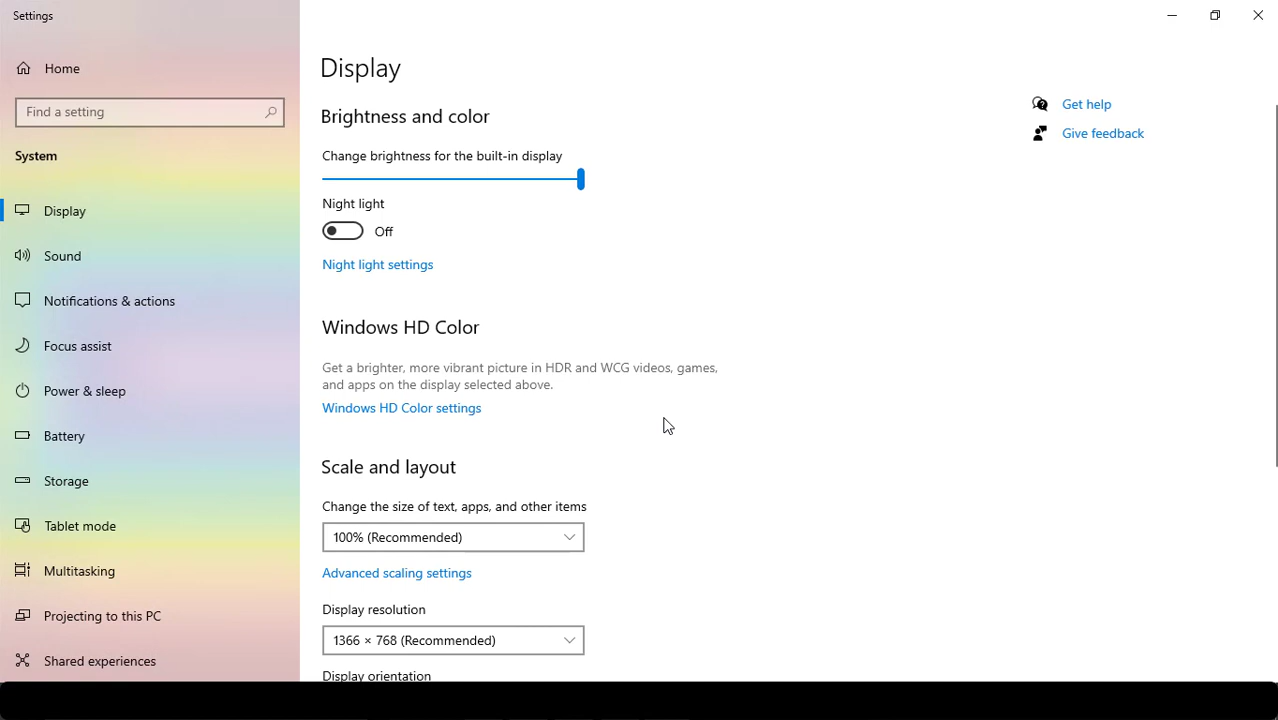 Settings
Home
Find a setting
System
Display
Sound
Notifications & actions
Focus assist
Power & sleep
Battery
Storage
Tablet mode
Multitasking
Projecting to this PC
Shared experiences
Display
Brightness and color
Change brightness for the built-in display
Night light
Off
Night light settings
Windows HD Color
Get a brighter, more vibrant picture in HDR and WCG videos, games,
and apps on the display selected above.
Windows HD Color settings
Scale and layout
Change the size of text, apps, and other items
100% (Recommended)
Advanced scaling settings
Display resolution
1366 × 768 (Recommended)
Display orientation
Get help
Give feedback